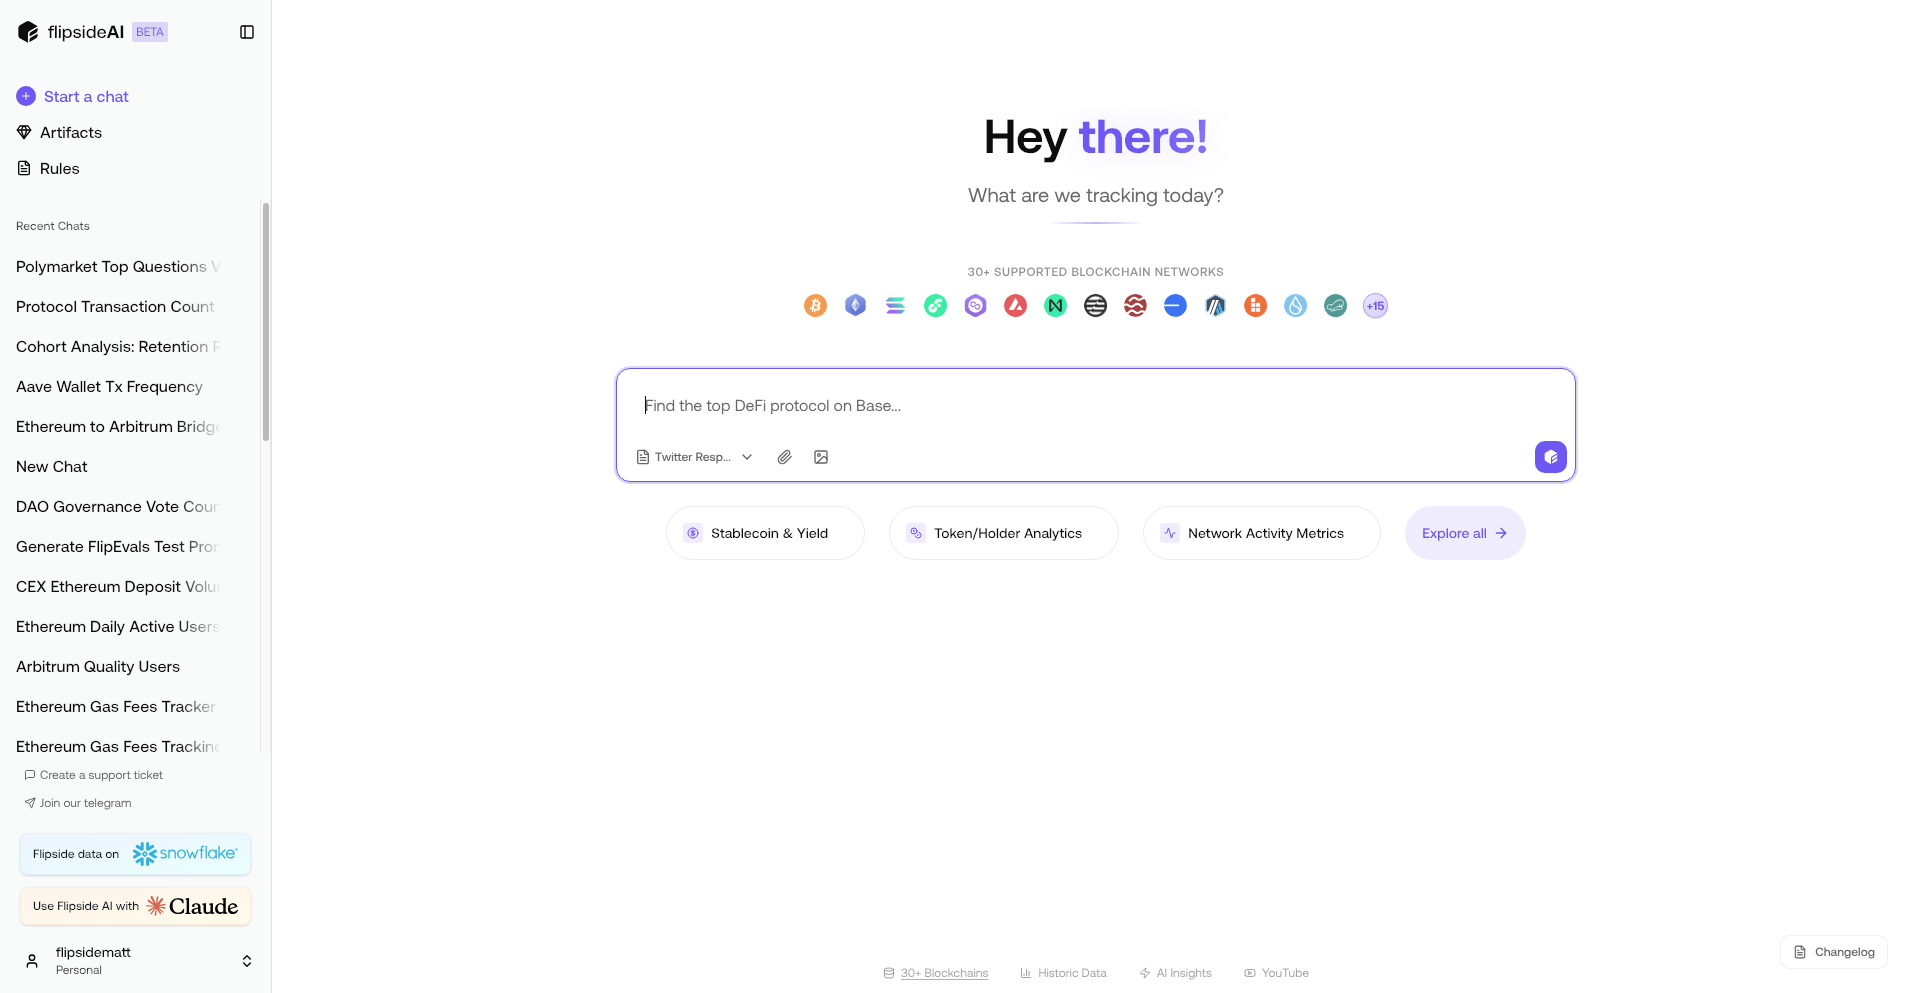 flipsideAI BETA
Start a chat
Artifacts
Rules
Recent Chats
Polymarket Top Questions
Protocol Transaction Count
Cohort Analysis: Retention
Aave Wallet Tx Frequency
Ethereum to Arbitrum Bridge
New Chat
DAO Governance Vote
Generate FlipEvals Test
CEX Ethereum Deposit
Ethereum Daily Active Users
Arbitrum Quality Users
Ethereum Gas Fees Tracker
Ethereum Gas Fees Tracking
Create a support ticket
Join our telegram
Flipside data on snowflake
Use Flipside AI with Claude
flipsidematt
Personal
Hey there!
What are we tracking today?
30+ SUPPORTED BLOCKCHAIN NETWORKS
+15
Find the top DeFi protocol on Base...
Twitter Resp...
Stablecoin & Yield
Token/Holder Analytics
Network Activity Metrics
Explore all
Changelog
30+ Blockchains
Historic Data
AI Insights
YouTube